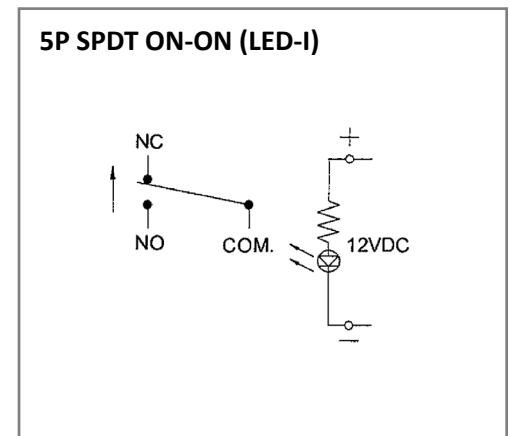 5P SPDT ON-ON (LED-I)
NC
+
NO
COM.
12VDC
—